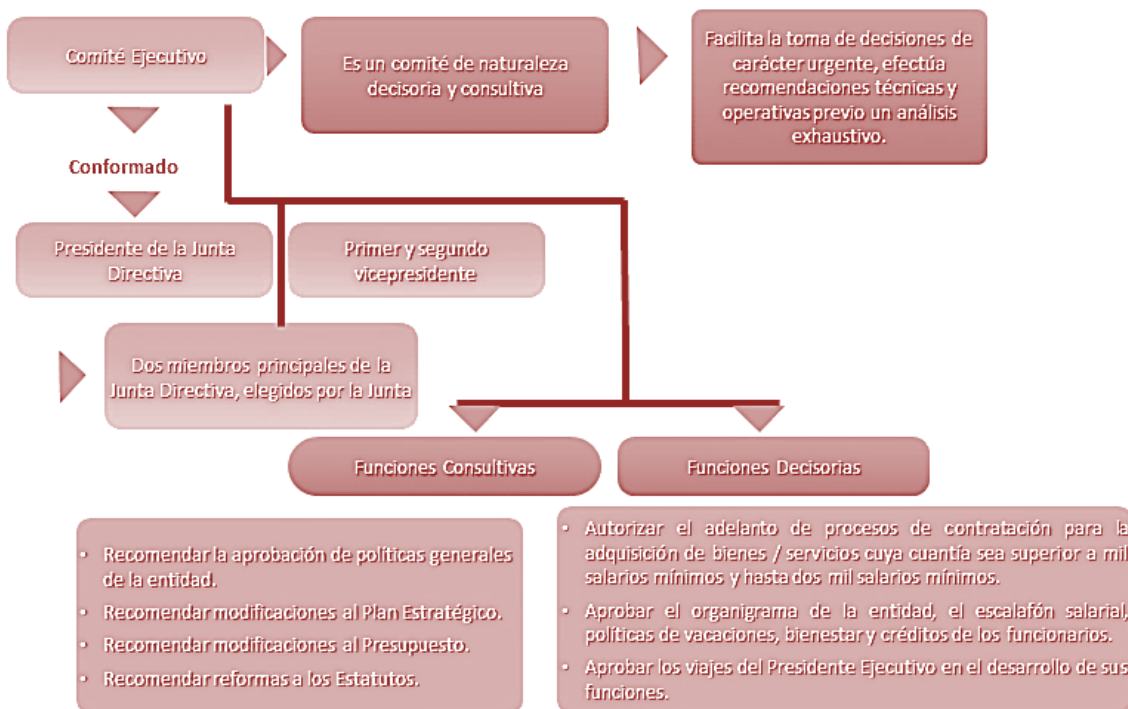 Comité Ejecutivo
Es un comité de naturaleza
decisoria y consultiva
Facilita la toma de decisiones de
carácter urgente, efectúa
recomendaciones técnicas y
operativas previo un análisis
exhaustivo.
Conformado
Presidente de la Junta
Directiva
Primer y segundo
vicepresidente
Dos miembros principales de la
Junta Directiva, elegidos por la Junta
Funciones Consultivas
Funciones Decisorias
• Recomendar la aprobación de políticas generales
de la entidad.
• Recomendar modificaciones al Plan Estratégico.
• Recomendar modificaciones al Presupuesto.
• Recomendar reformas a los Estatutos.
• Autorizar el adelanto de procesos de contratación para la
adquisición de bienes / servicios cuya cuantía sea superior a mil
salarios mínimos y hasta dos mil salarios mínimos.
• Aprobar el organigrama de la entidad, el escalafón salarial,
políticas de vacaciones, bienestar y créditos de los funcionarios.
• Aprobar los viajes del Presidente Ejecutivo en el desarrollo de sus
funciones.